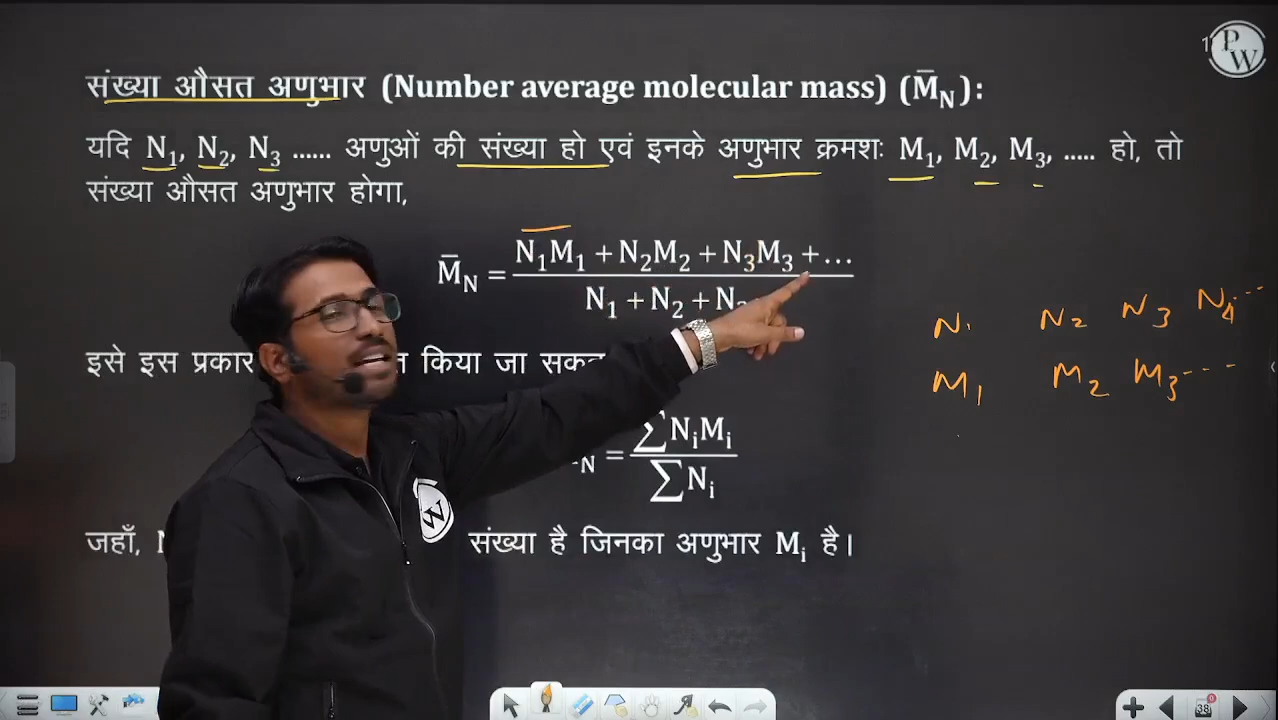 PW
संख्या औसत अणुभार (Number average molecular mass) (M̄N):
यदि N₁, N₂, N₃ ...... अणुओं की संख्या हो एवं इनके अणुभार क्रमशः M₁, M₂, M₃, ..... हो, तो
संख्या औसत अणुभार होगा,
M̄N = N₁M₁ + N₂M₂ + N₃M₃ +...
N₁ + N₂ + N
N₁ N₂ N₃ N₄...
M₁ M₂ M₃ ...
इसे इस प्रकार किया जा
N = ∑NᵢMᵢ
∑Nᵢ
जहाँ, संख्या है जिनका अणुभार Mᵢ है।
W
38